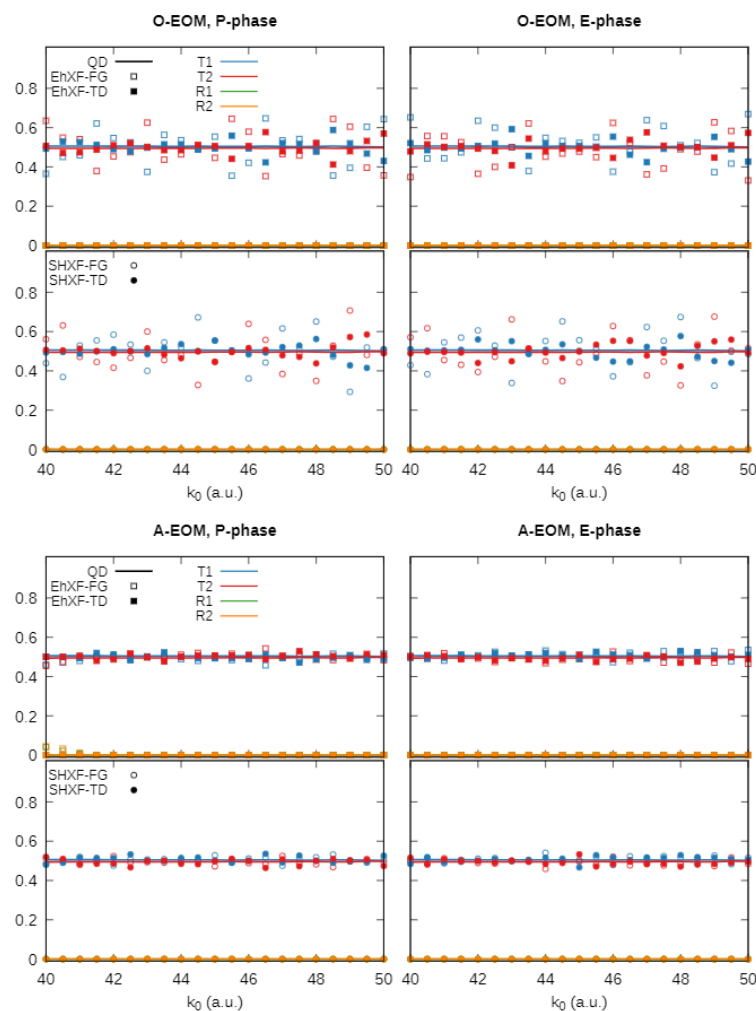 O-EOM, P-phase
O-EOM, E-phase
QD
EhXF-FG
EhXF-TD
T1
T2
R1
R2
0.8
0.6
0.4
0.2
0
SHXF-FG
SHXF-TD
0.8
0.6
0.4
0.2
0
40 42 44 46 48 50
40 42 44 46 48 50
k0 (a.u.)
k0 (a.u.)
A-EOM, P-phase
A-EOM, E-phase
QD
EhXF-FG
EhXF-TD
T1
T2
R1
R2
0.8
0.6
0.4
0.2
0
SHXF-FG
SHXF-TD
0.8
0.6
0.4
0.2
0
40 42 44 46 48 50
40 42 44 46 48 50
k0 (a.u.)
k0 (a.u.)